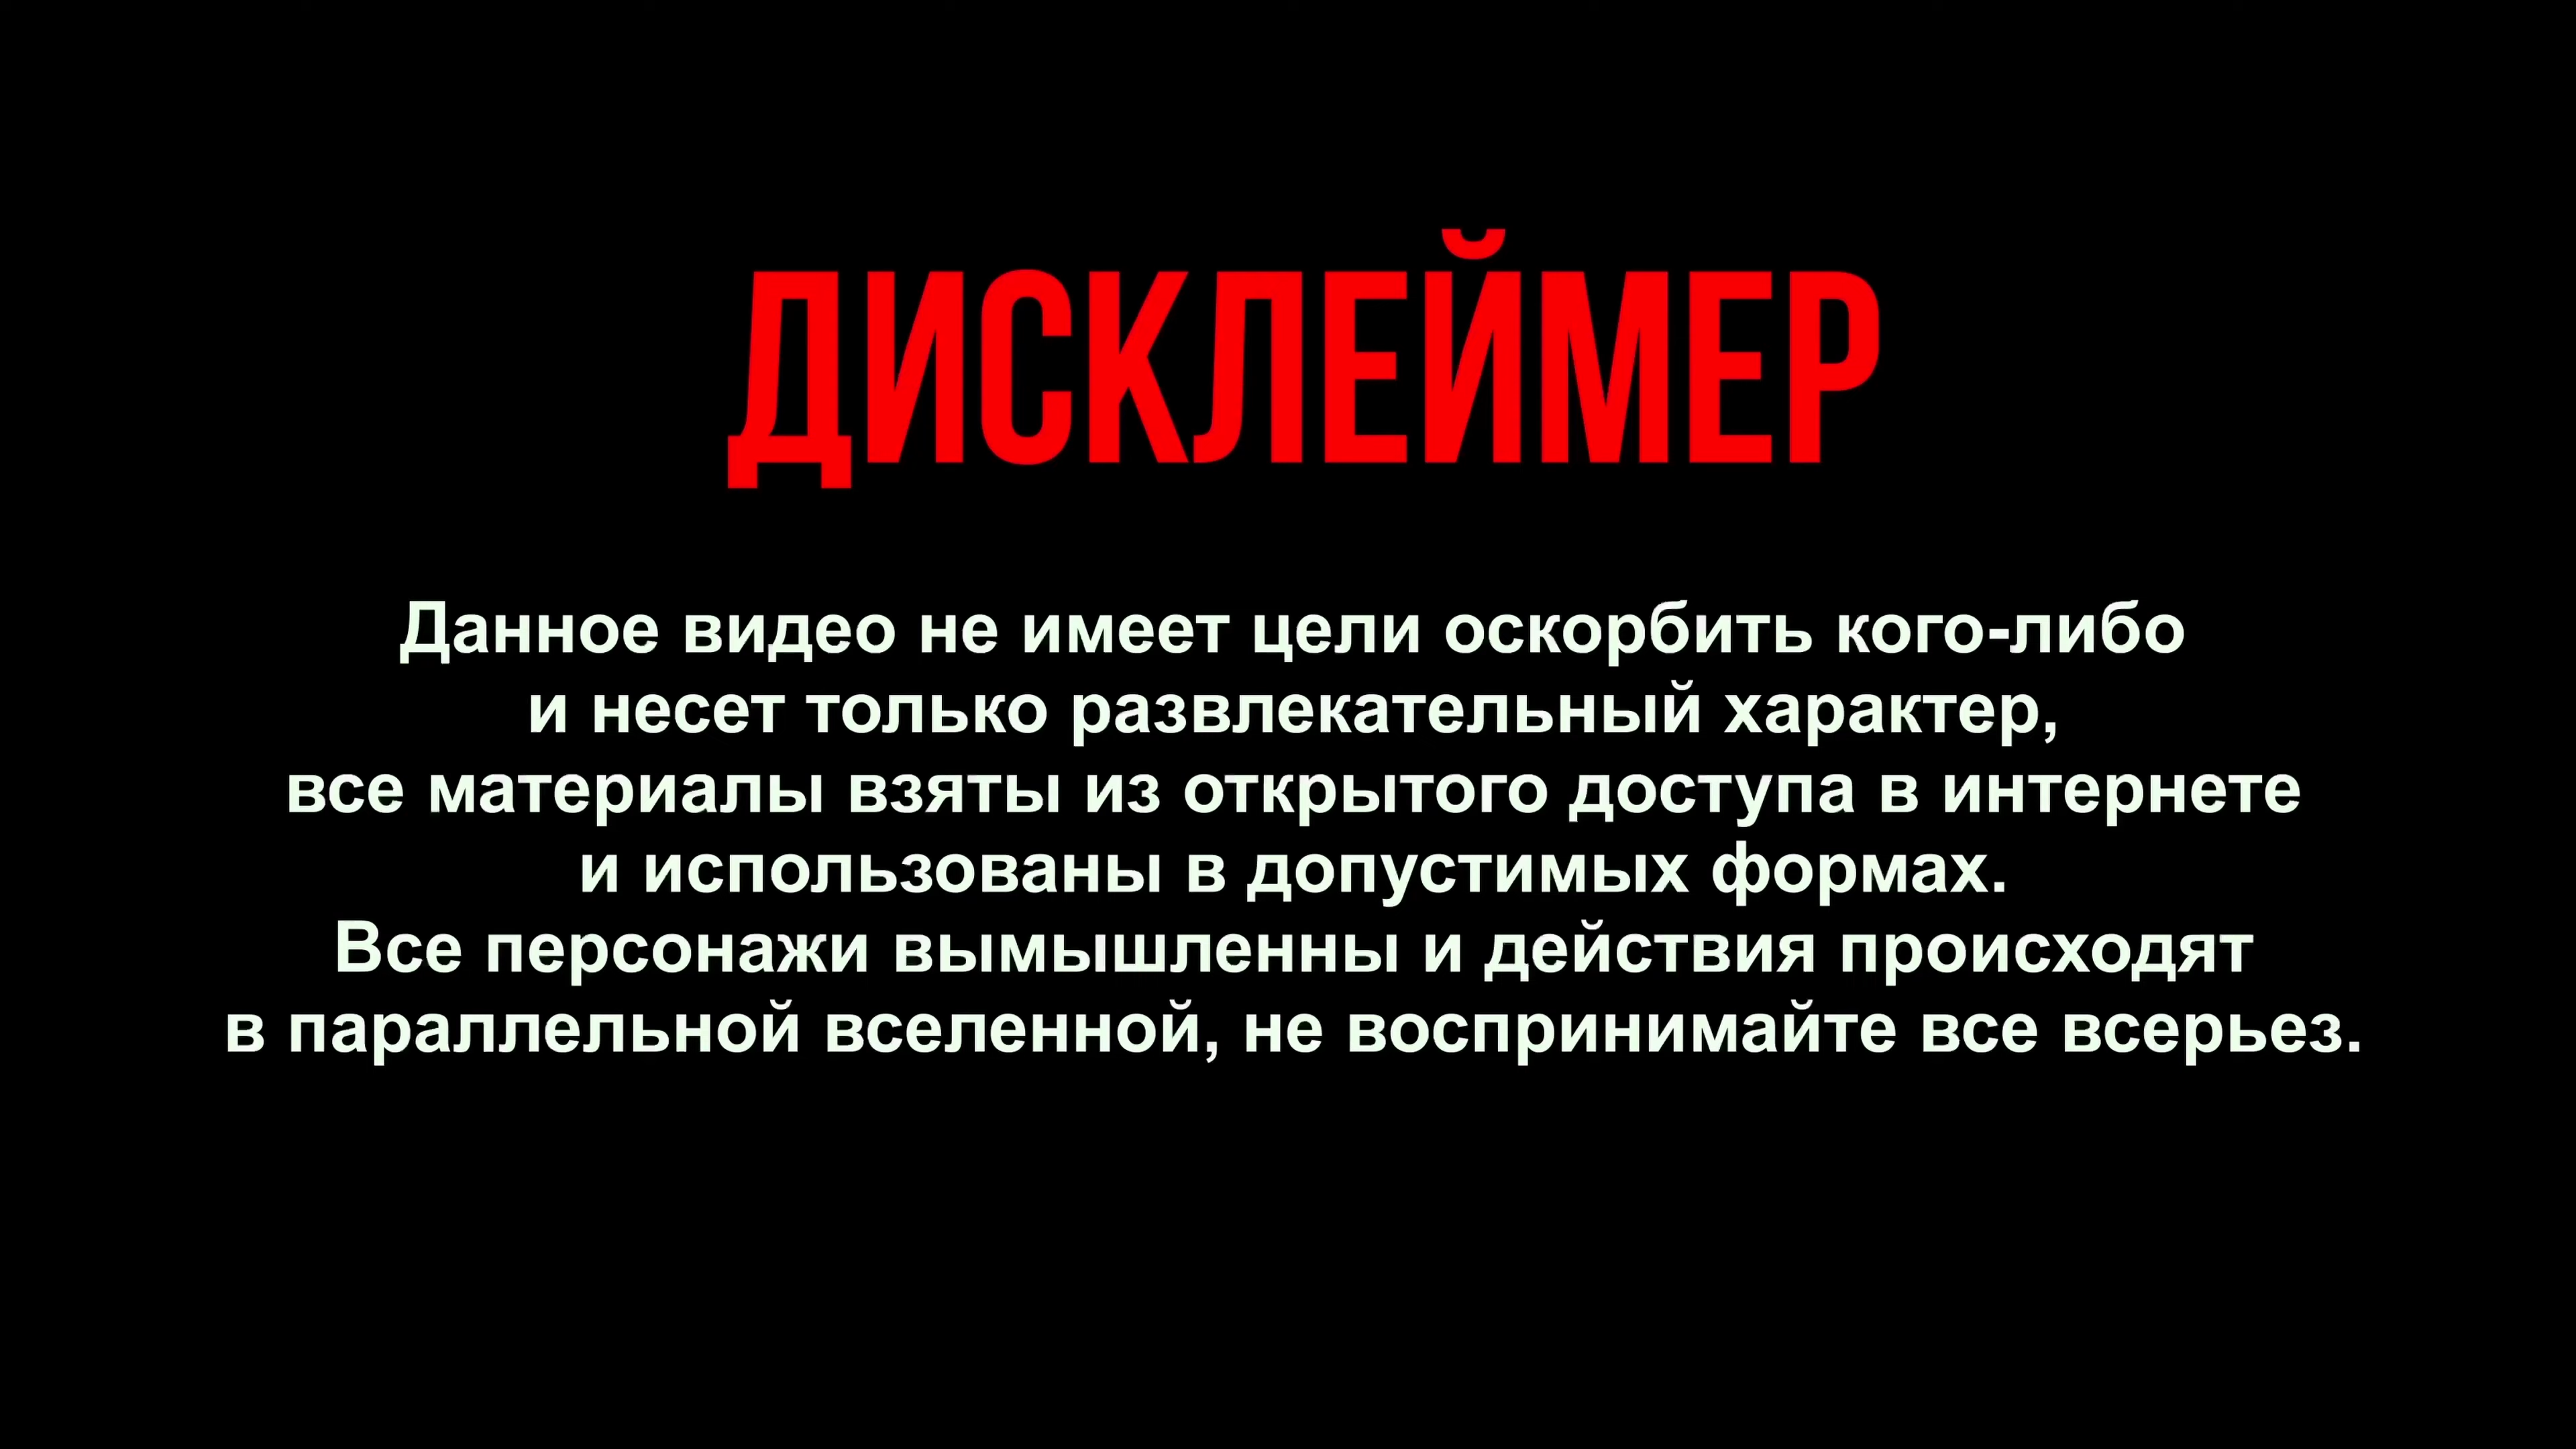 ДИСКЛЕЙМЕР
Данное видео не имеет цели оскорбить кого-либо
и несет только развлекательный характер,
все материалы взяты из открытого доступа в интернете
и использованы в допустимых формах.
Все персонажи вымышленны и действия происходят
в параллельной вселенной, не воспринимайте все всерьез.